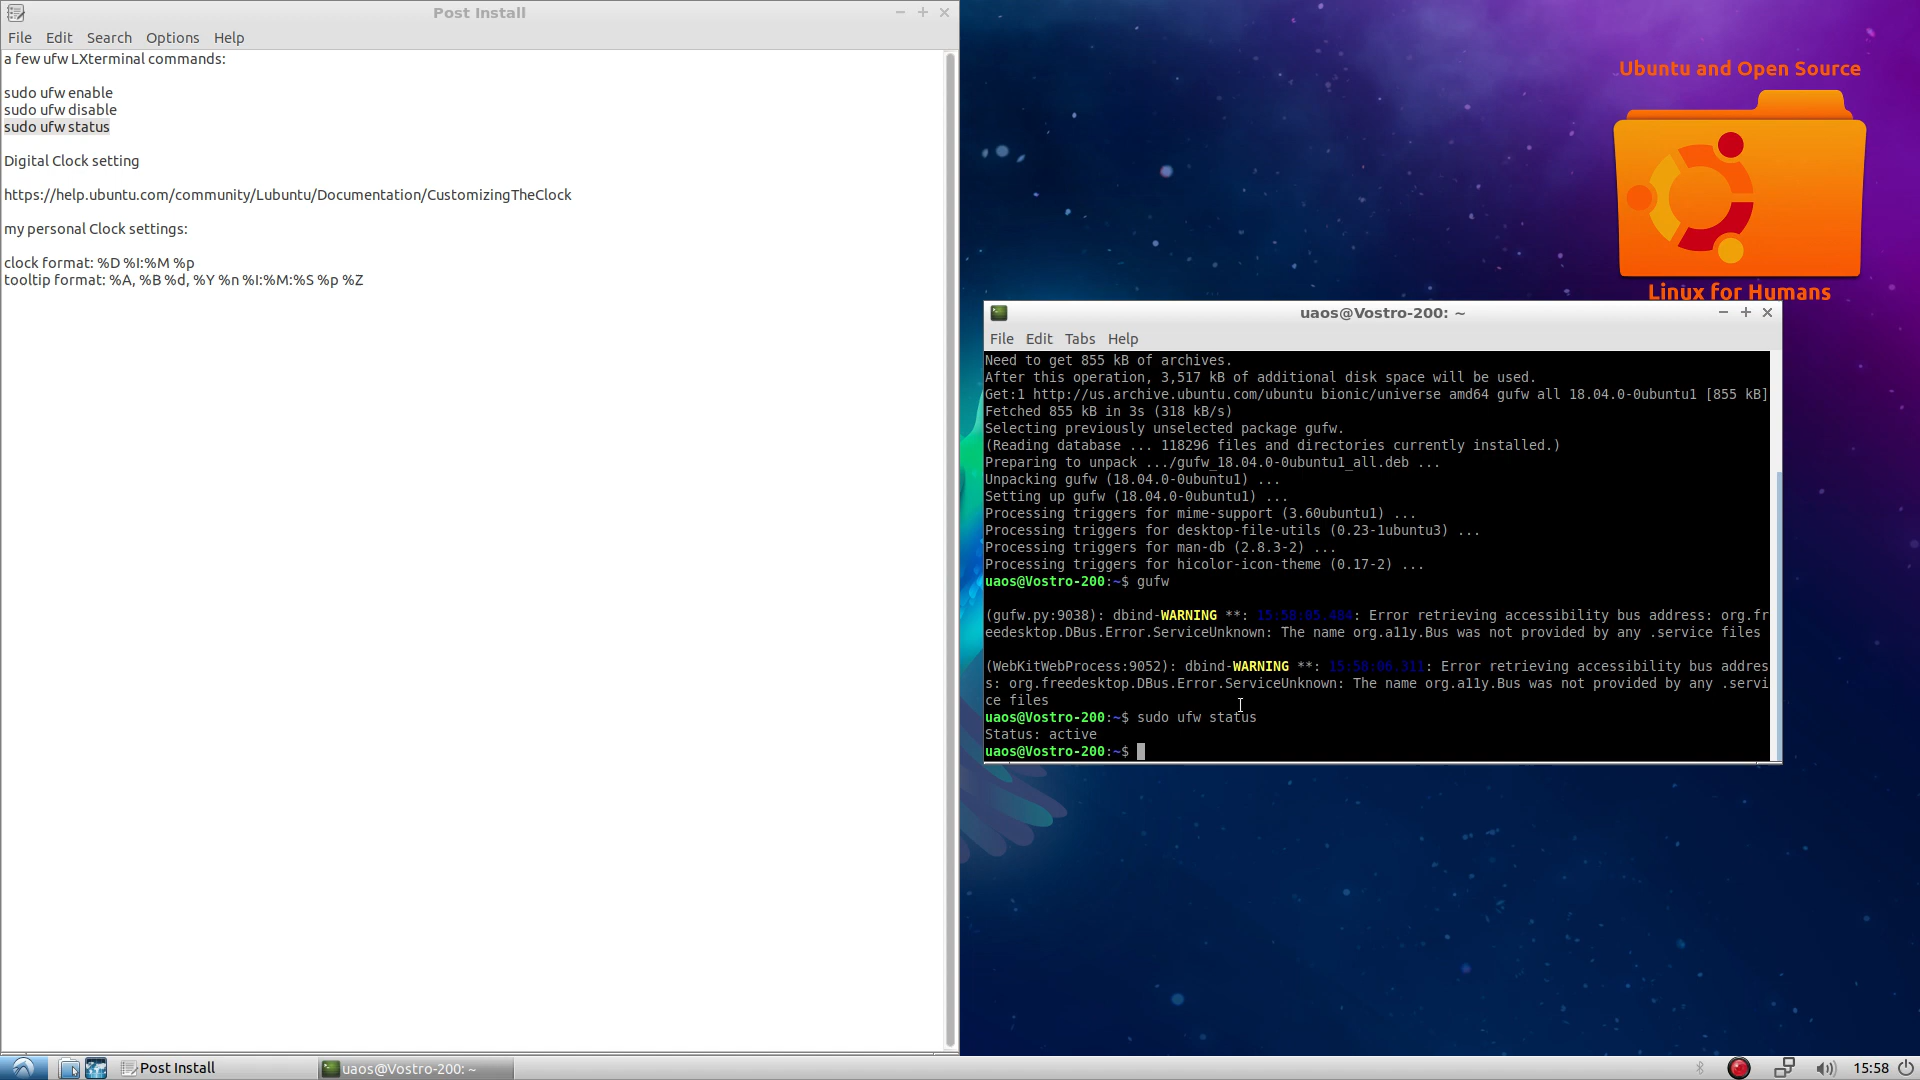 Post Install
File Edit Search Options Help
a few ufw LXterminal commands:
sudo ufw enable
sudo ufw disable
sudo ufw status
Digital Clock setting
https://help.ubuntu.com/community/Lubuntu/Documentation/CustomizingTheClock
my personal Clock settings:
clock format: %D %I:%M %p
tooltip format: %A, %B %d, %Y %n %I:%M:%S %p %Z
Ubuntu and Open Source
Linux for Humans
uaos@Vostro-200: ~
File Edit Tabs Help
Need to get 855 kB of archives.
After this operation, 3,517 kB of additional disk space will be used.
Get:1 http://us.archive.ubuntu.com/ubuntu bionic/universe amd64 gufw all 18.04.0-0ubuntu1 [855 kB]
Fetched 855 kB in 3s (318 kB/s)
Selecting previously unselected package gufw.
(Reading database ... 118296 files and directories currently installed.)
Preparing to unpack .../gufw_18.04.0-0ubuntu1_all.deb ...
Unpacking gufw (18.04.0-0ubuntu1) ...
Setting up gufw (18.04.0-0ubuntu1) ...
Processing triggers for mime-support (3.60ubuntu1) ...
Processing triggers for desktop-file-utils (0.23-1ubuntu3) ...
Processing triggers for man-db (2.8.3-2) ...
Processing triggers for hicolor-icon-theme (0.17-2) ...
uaos@Vostro-200:~$ gufw
(gufw.py:9038): dbind-WARNING **: 15:58:05.484: Error retrieving accessibility bus address: org.fr
eedesktop.DBus.Error.ServiceUnknown: The name org.a11y.Bus was not provided by any .service files
(WebKitWebProcess:9052): dbind-WARNING **: 15:58:06.311: Error retrieving accessibility bus addres
s: org.freedesktop.DBus.Error.ServiceUnknown: The name org.a11y.Bus was not provided by any .servi
ce files
uaos@Vostro-200:~$ sudo ufw status
Status: active
uaos@Vostro-200:~$
Post Install
uaos@Vostro-200: ~
15:58